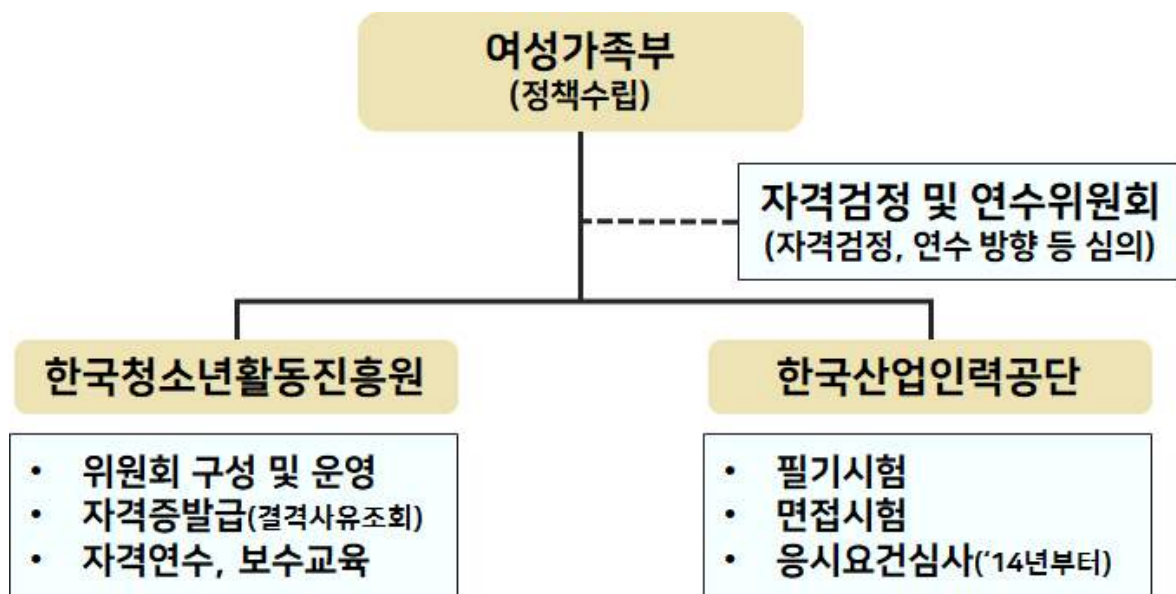 여성가족부
(정책수립)
자격검정 및 연수위원회
(자격검정, 연수 방향 등 심의)
한국청소년활동진흥원
• 위원회 구성 및 운영
• 자격증발급(결격사유조회)
• 자격연수, 보수교육
한국산업인력공단
• 필기시험
• 면접시험
• 응시요건심사(‘14년부터)